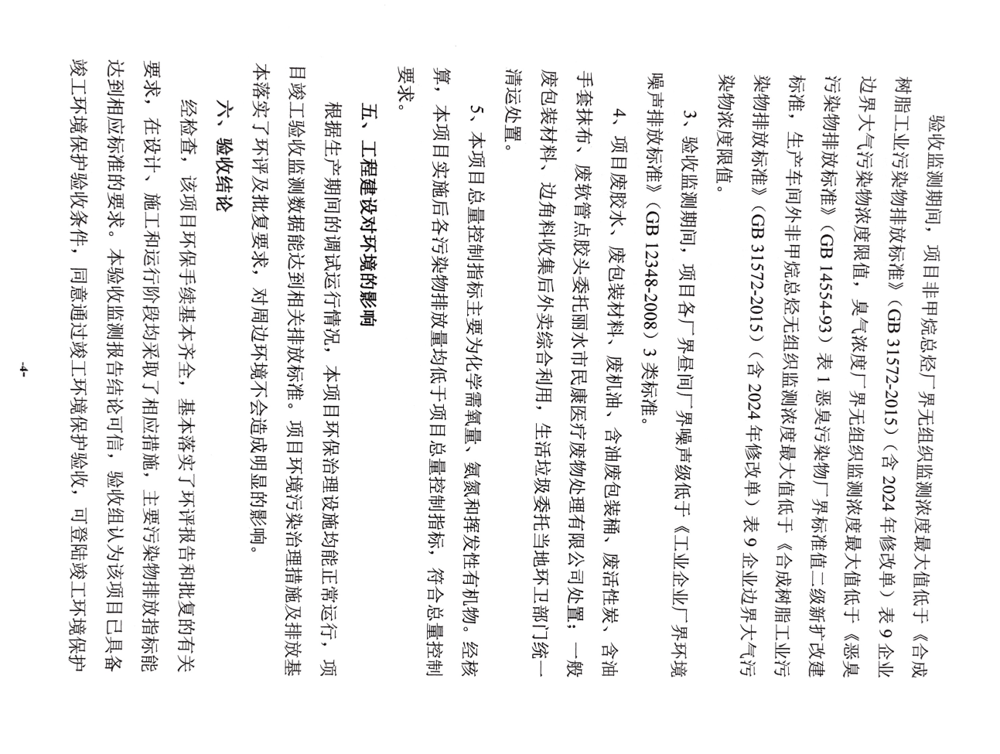 验收监测期间，项目非甲烷总烃厂界无组织监测浓度最大值低于《合成
树脂工业污染物排放标准》（GB 31572-2015）（含 2024 年修改单）表 9 企业
边界大气污染物浓度限值，臭气浓度厂界无组织监测浓度最大值低于《恶臭
污染物排放标准》（GB 14554-93）表 1 恶臭污染物厂界标准值二级新扩改建
标准，生产车间外非甲烷总烃无组织监测浓度最大值低于《合成树脂工业污
染物排放标准》（GB 31572-2015）（含 2024 年修改单）表 9 企业边界大气污
染物浓度限值。
3、验收监测期间，项目各厂界昼间厂界噪声级低于《工业企业厂界环境
噪声排放标准》（GB 12348-2008）3 类标准。
4、项目废胶水、废包装材料、废机油、含油废包装桶、废活性炭、含油
手套抹布、废软管点胶头委托丽水市民康医疗废物处理有限公司处置；一般
废包装材料、边角料收集后外卖综合利用，生活垃圾委托当地环卫部门统一
清运处置。
5、本项目总量控制指标主要为化学需氧量、氨氮和挥发性有机物。经核
算，本项目实施后各污染物排放量均低于项目总量控制指标，符合总量控制
要求。
五、工程建设对环境的影响
根据生产期间的调试运行情况，本项目环保治理设施均能正常运行，项
目竣工验收监测数据能达到相关排放标准。项目环境污染治理措施及排放基
本落实了环评及批复要求，对周边环境不会造成明显的影响。
六、验收结论
经检查，该项目环保手续基本齐全，基本落实了环评报告和批复的有关
要求，在设计、施工和运行阶段均采取了相应措施，主要污染物排放指标能
达到相应标准的要求。本验收监测报告结论可信，验收组认为该项目已具备
竣工环境保护验收条件，同意通过竣工环境保护验收，可登陆竣工环境保护
-4-